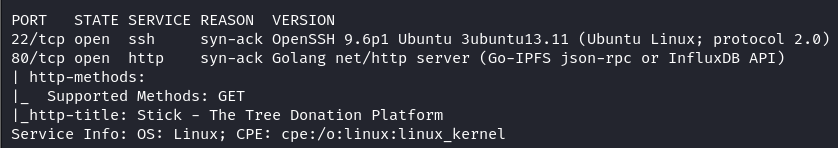 PORT   STATE SERVICE REASON  VERSION
22/tcp open  ssh     syn-ack OpenSSH 9.6p1 Ubuntu 3ubuntu13.11 (Ubuntu Linux; protocol 2.0)
80/tcp open  http    syn-ack Golang net/http server (Go-IPFS json-rpc or InfluxDB API)
| http-methods:
|_  Supported Methods: GET
|_http-title: Stick - The Tree Donation Platform
Service Info: OS: Linux; CPE: cpe:/o:linux:linux_kernel